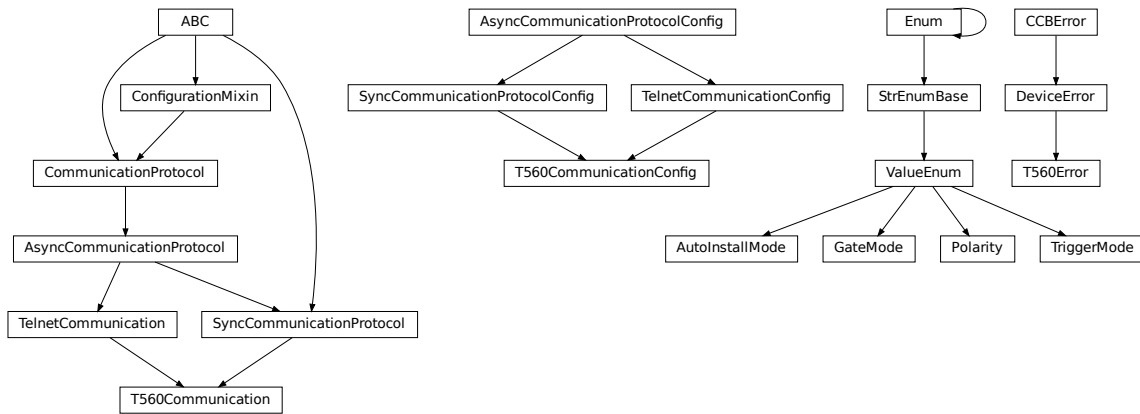 ABC
AsyncCommunicationProtocolConfig
Enum
CCBError
ConfigurationMixin
SyncCommunicationProtocolConfig
TelnetCommunicationConfig
StrEnumBase
DeviceError
CommunicationProtocol
T560CommunicationConfig
ValueEnum
T560Error
AsyncCommunicationProtocol
AutoInstallMode
GateMode
Polarity
TriggerMode
TelnetCommunication
SyncCommunicationProtocol
T560Communication